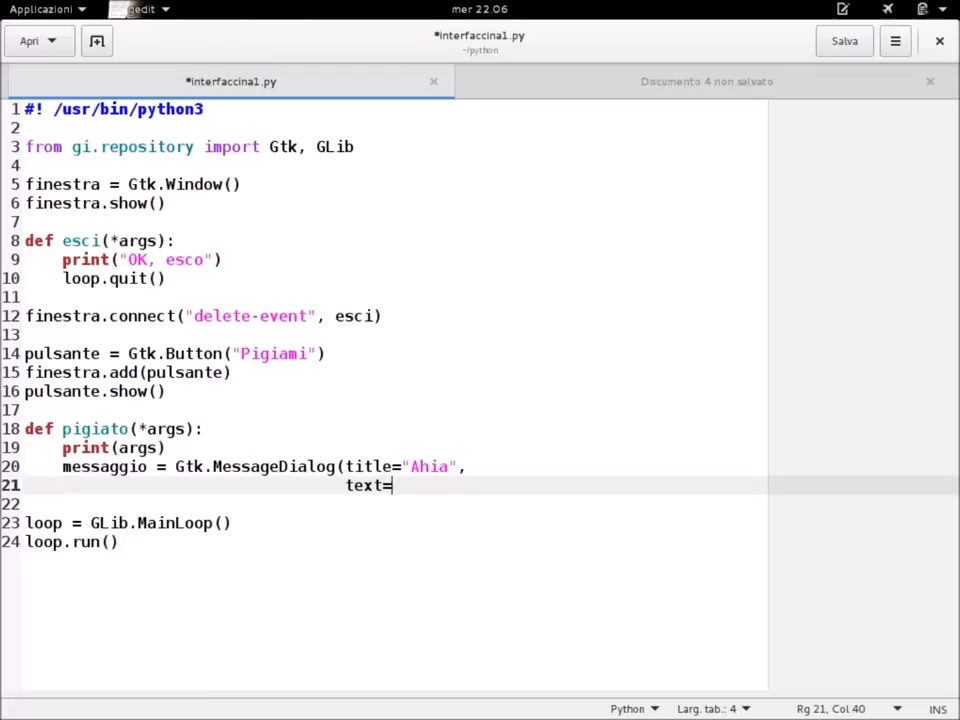 Applicazioni gedit mer 22.06
Apri *interfaccina1.py Salva
~/python
*interfaccina1.py Documento 4 non salvato
1 #! /usr/bin/python3
2
3 from gi.repository import Gtk, GLib
4
5 finestra = Gtk.Window()
6 finestra.show()
7
8 def esci(*args):
9     print("OK, esco")
10     loop.quit()
11
12 finestra.connect("delete-event", esci)
13
14 pulsante = Gtk.Button("Pigiami")
15 finestra.add(pulsante)
16 pulsante.show()
17
18 def pigiato(*args):
19     print(args)
20     messaggio = Gtk.MessageDialog(title="Ahia",
21                                   text=
22
23 loop = GLib.MainLoop()
24 loop.run()
Python Larg. tab.: 4 Rg 21, Col 40 INS